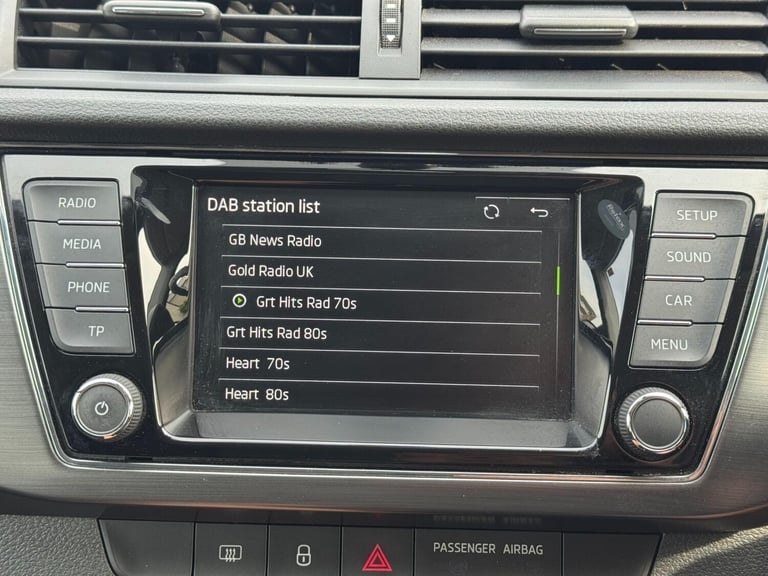 RADIO
MEDIA
PHONE
TP
DAB station list
GB News Radio
Gold Radio UK
Grt Hits Rad 70s
Grt Hits Rad 80s
Heart 70s
Heart 80s
SETUP
SOUND
CAR
MENU
PASSENGER AIRBAG